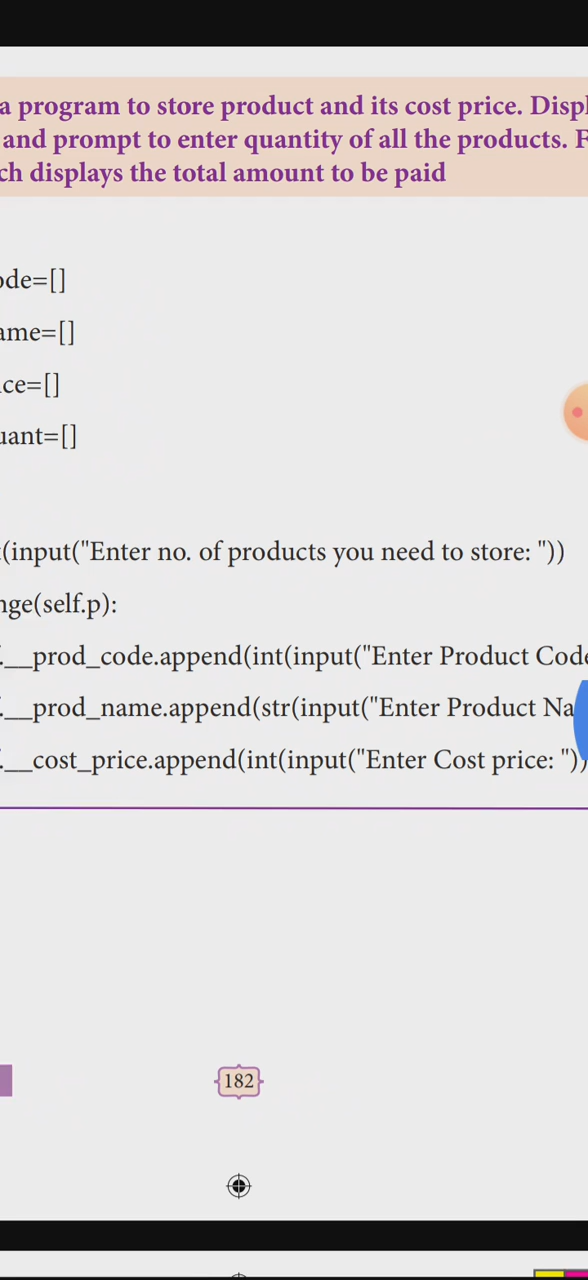 a program to store product and its cost price. Displ
and prompt to enter quantity of all the products. F
ch displays the total amount to be paid
ode=[]
ame=[]
ice=[]
uant=[]
(input("Enter no. of products you need to store: "))
nge(self.p):
.__prod_code.append(int(input("Enter Product Code
.__prod_name.append(str(input("Enter Product Na
.__cost_price.append(int(input("Enter Cost price: "))
182